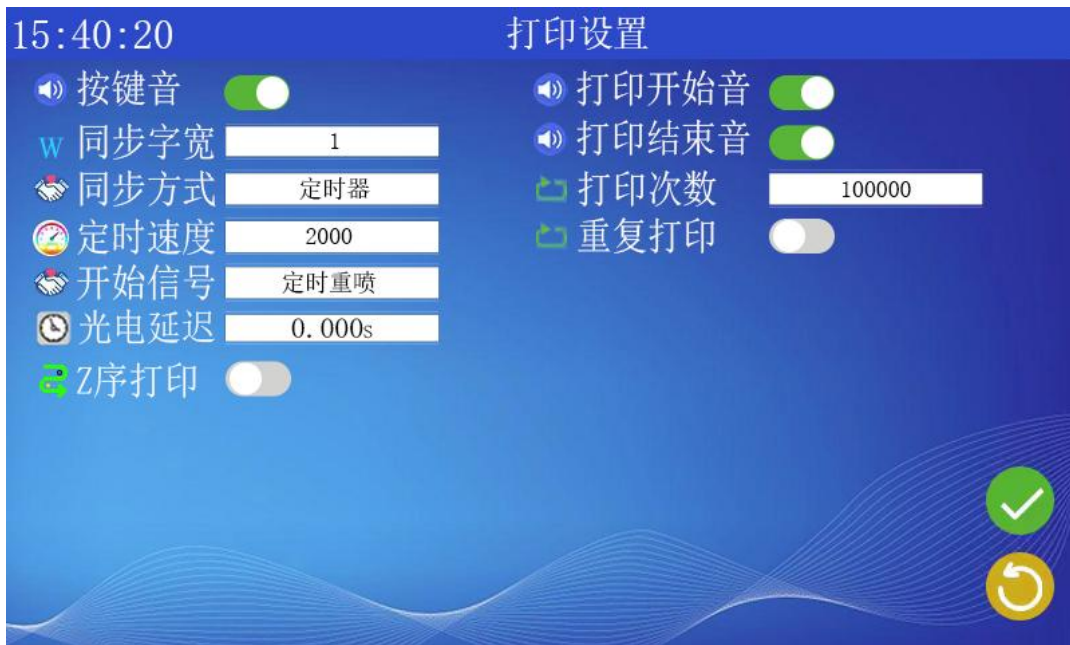 15:40:20
打印设置
按键音
同步字宽 1
同步方式 定时器
定时速度 2000
开始信号 定时重喷
光电延迟 0.000s
Z序打印
打印开始音
打印结束音
打印次数 100000
重复打印